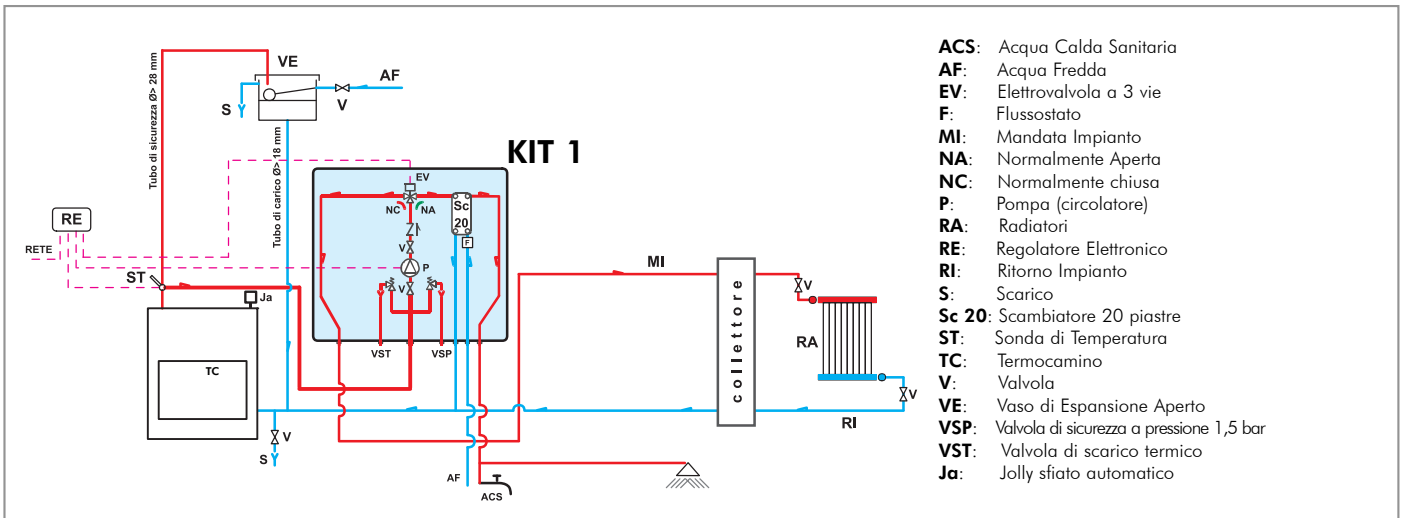 VE
AF
S
V
Tubo di sicurezza Ø> 28 mm
Tubo di carico Ø> 18 mm
KIT 1
EV
NC
NA
Sc
20
F
V
P
V
RE
RETE
ST
Ja
TC
VST
VSP
MI
collettore
V
RA
V
RI
V
S
AF
ACS
ACS: Acqua Calda Sanitaria
AF: Acqua Fredda
EV: Elettrovalvola a 3 vie
F: Flussostato
MI: Mandata Impianto
NA: Normalmente Aperta
NC: Normalmente chiusa
P: Pompa (circolatore)
RA: Radiatori
RE: Regolatore Elettronico
RI: Ritorno Impianto
S: Scarico
Sc 20: Scambiatore 20 piastre
ST: Sonda di Temperatura
TC: Termocamino
V: Valvola
VE: Vaso di Espansione Aperto
VSP: Valvola di sicurezza a pressione 1,5 bar
VST: Valvola di scarico termico
Ja: Jolly sfiato automatico